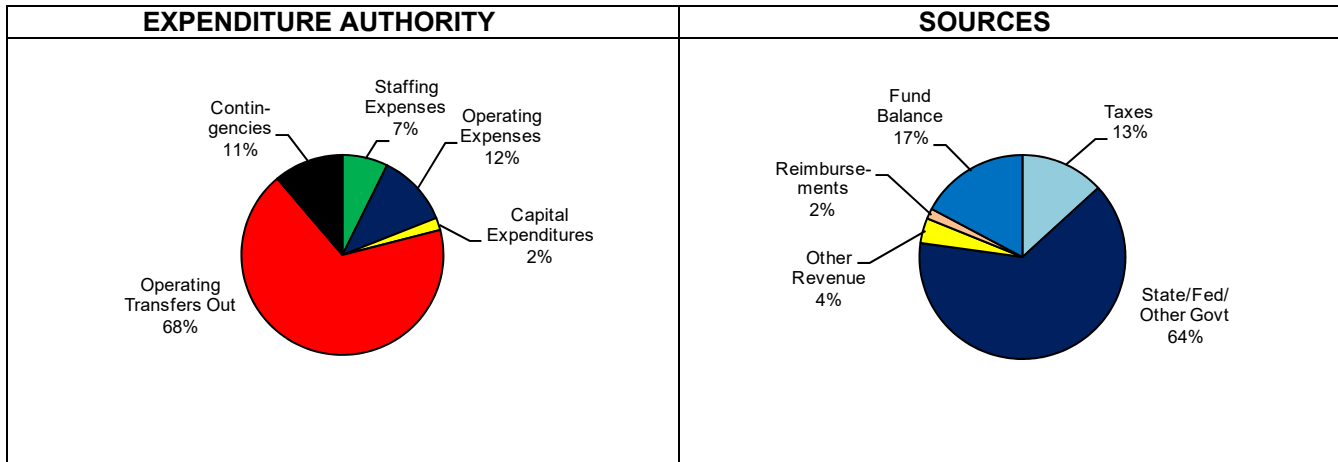 EXPENDITURE AUTHORITY
Staffing
Expenses
7%
Operating
Expenses
12%
Contin-
gencies
11%
Capital
Expenditures
2%
Operating
Transfers Out
68%
SOURCES
Fund
Balance
17%
Taxes
13%
Reimburse-
ments
2%
Other
Revenue
4%
State/Fed/
Other Govt
64%